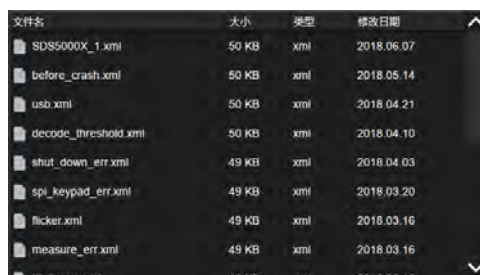 文件名 大小 类型 修改日期
SDS5000X_1.xml 50 KB xml 2018.06.07
before_crash.xml 50 KB xml 2018.05.14
usb.xml 50 KB xml 2018.04.21
decode_threshold.xml 50 KB xml 2018.04.10
shut_down_err.xml 49 KB xml 2018.04.03
spi_keypad_err.xml 49 KB xml 2018.03.20
flicker.xml 49 KB xml 2018.03.16
measure_err.xml 49 KB xml 2018.03.16